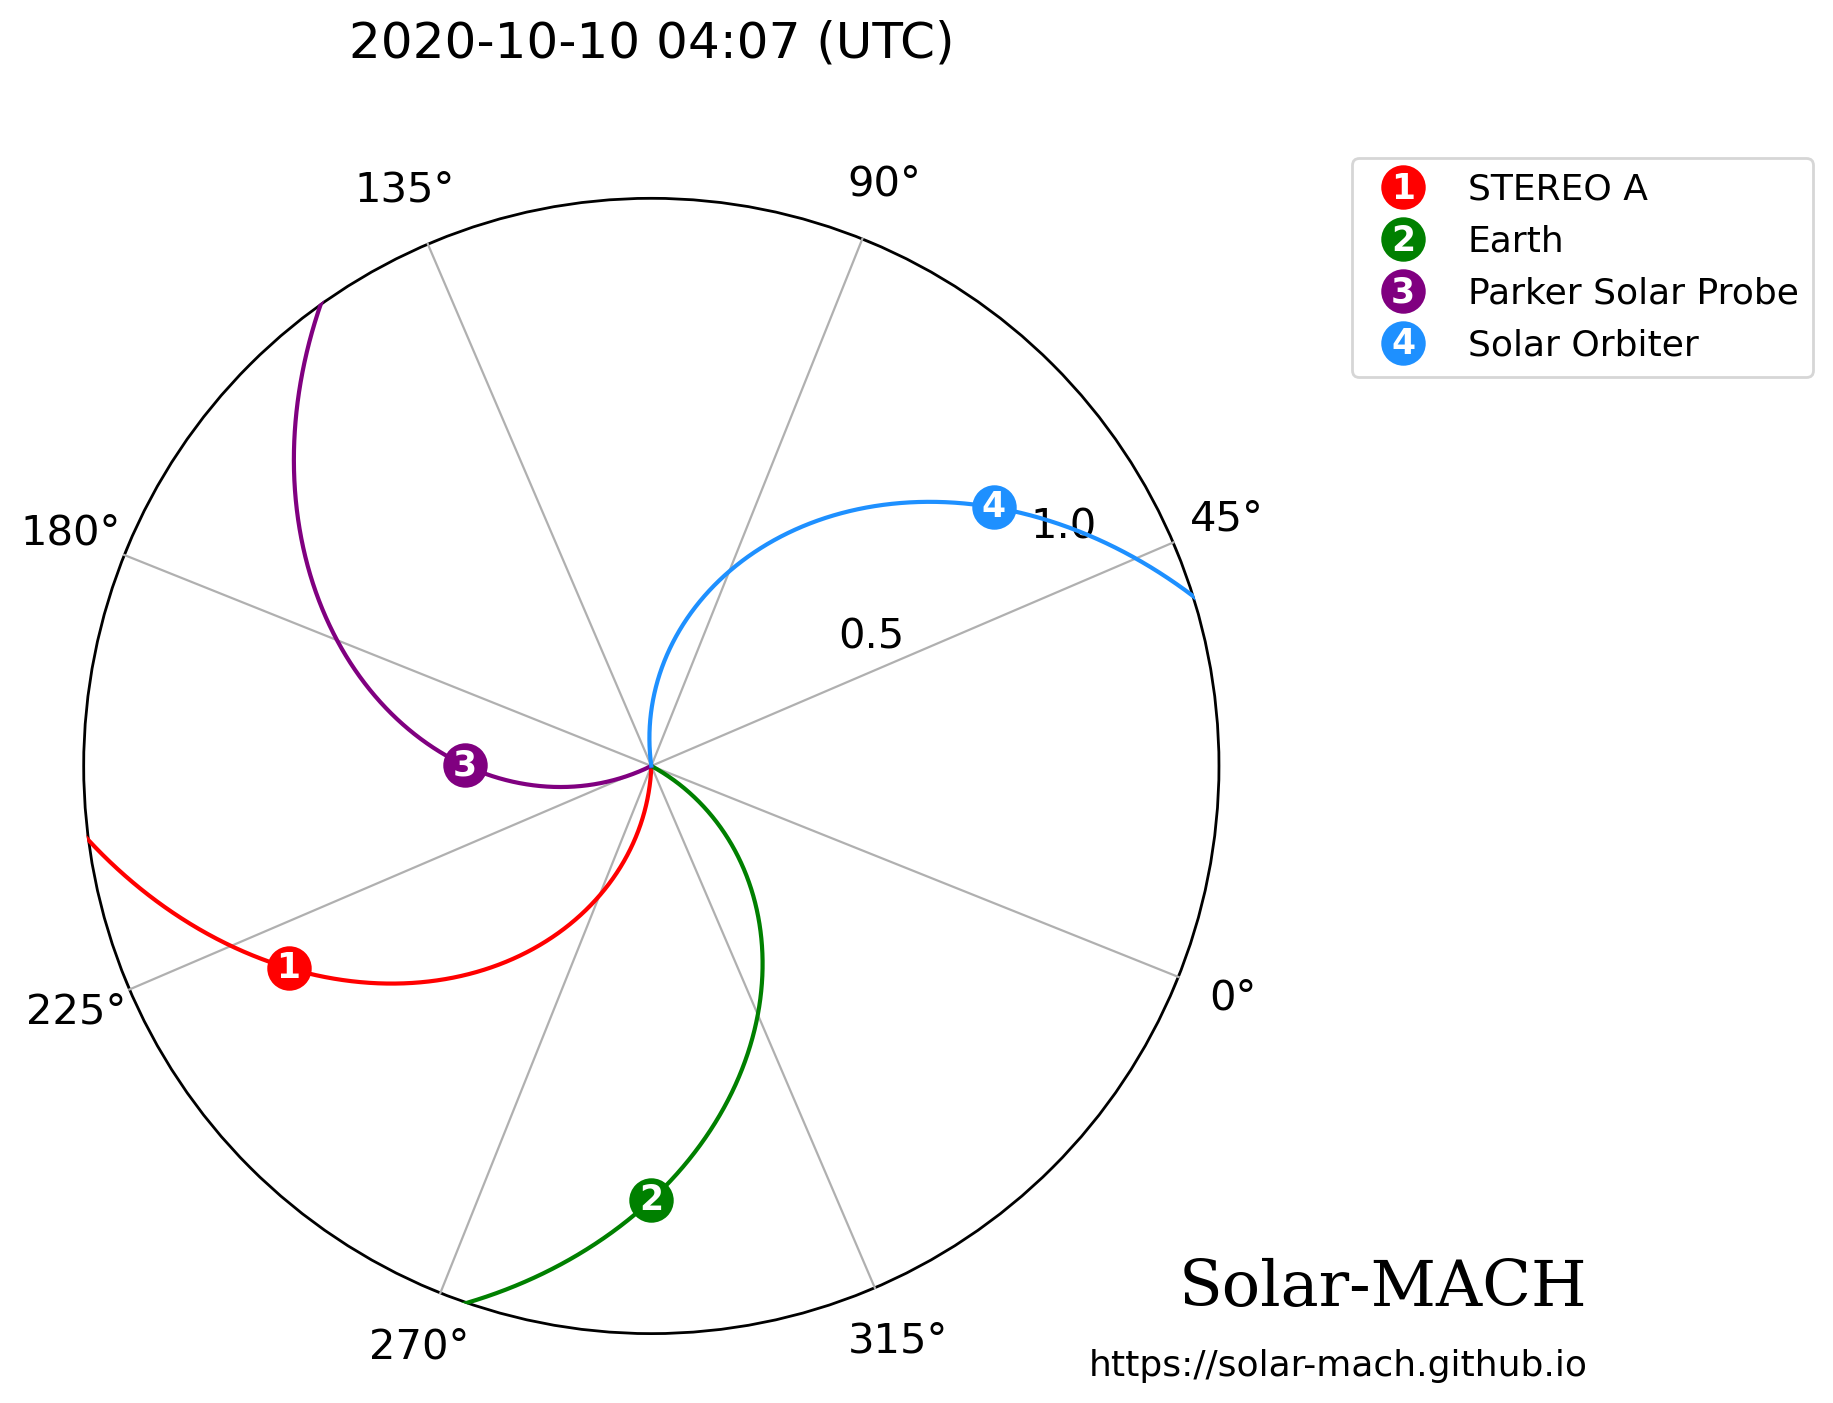 2020-10-10 04:07 (UTC)
135°
90°
1 STEREO A
2 Earth
3 Parker Solar Probe
4 Solar Orbiter
180°
45°
4
1.0
0.5
3
1
225°
0°
2
270°
315°
Solar-MACH
https://solar-mach.github.io